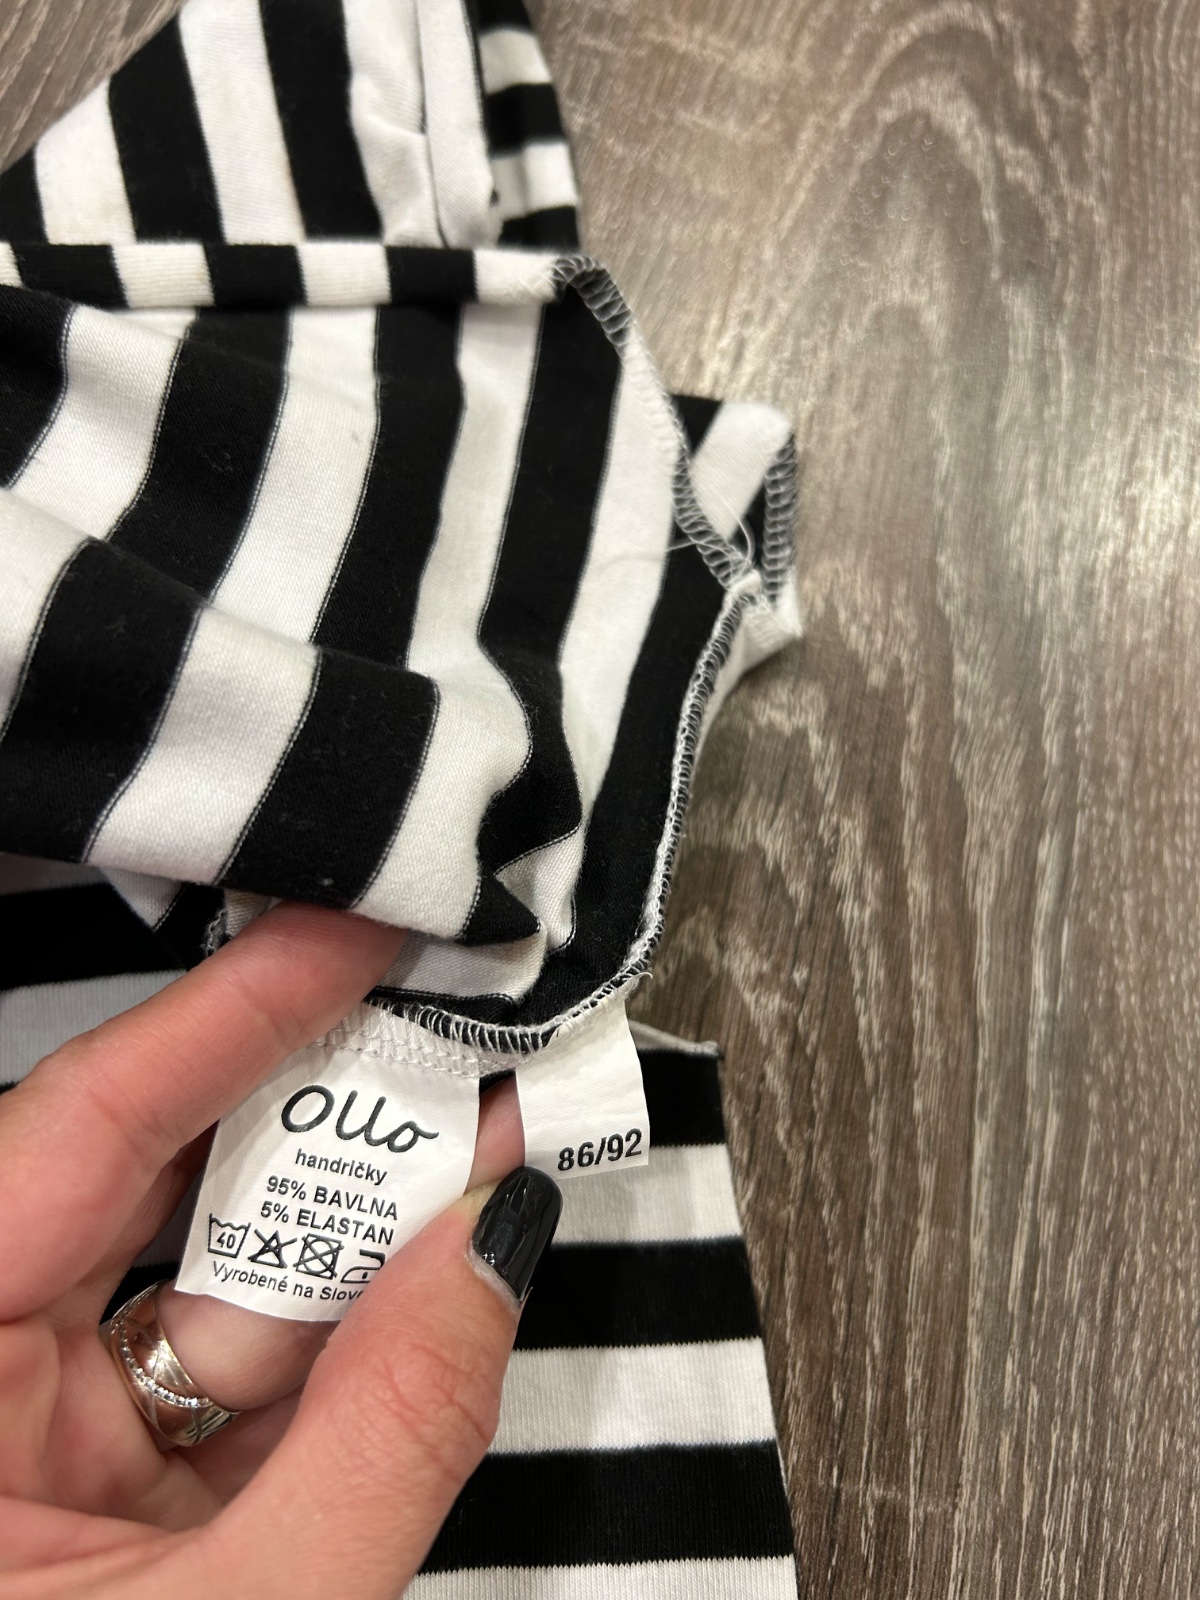 Ollo
handričky
95% BAVLNA
5% ELASTAN
40
Vyrobené na
86/92